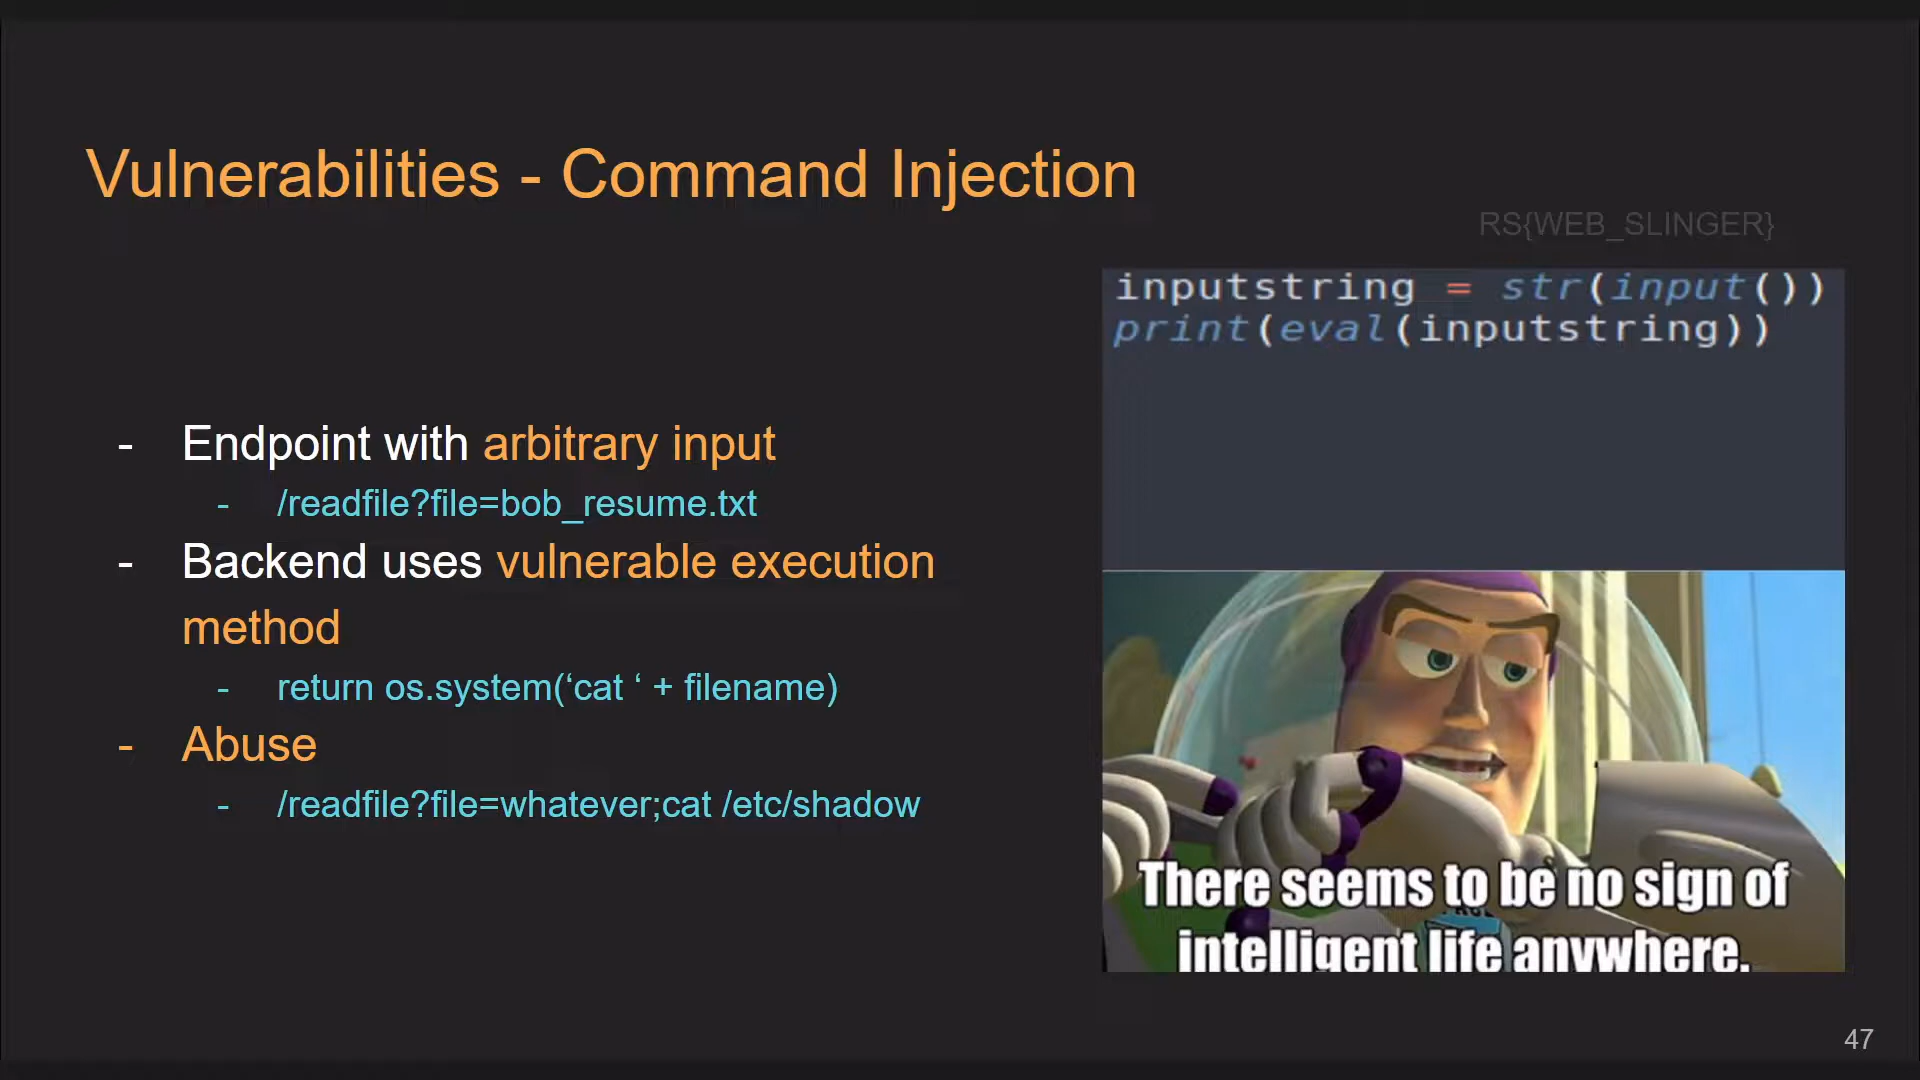 Vulnerabilities - Command Injection
RS{WEB_SLINGER}
inputstring = str(input())
print(eval(inputstring))
- Endpoint with arbitrary input
- /readfile?file=bob_resume.txt
- Backend uses vulnerable execution
method
- return os.system(‘cat ‘ + filename)
- Abuse
- /readfile?file=whatever;cat /etc/shadow
There seems to be no sign of
intelligent life anywhere.
47